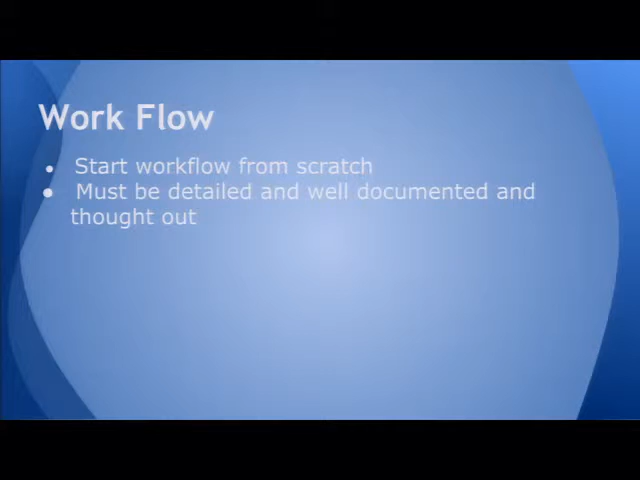 Work Flow
● Start workflow from scratch
● Must be detailed and well documented and
thought out